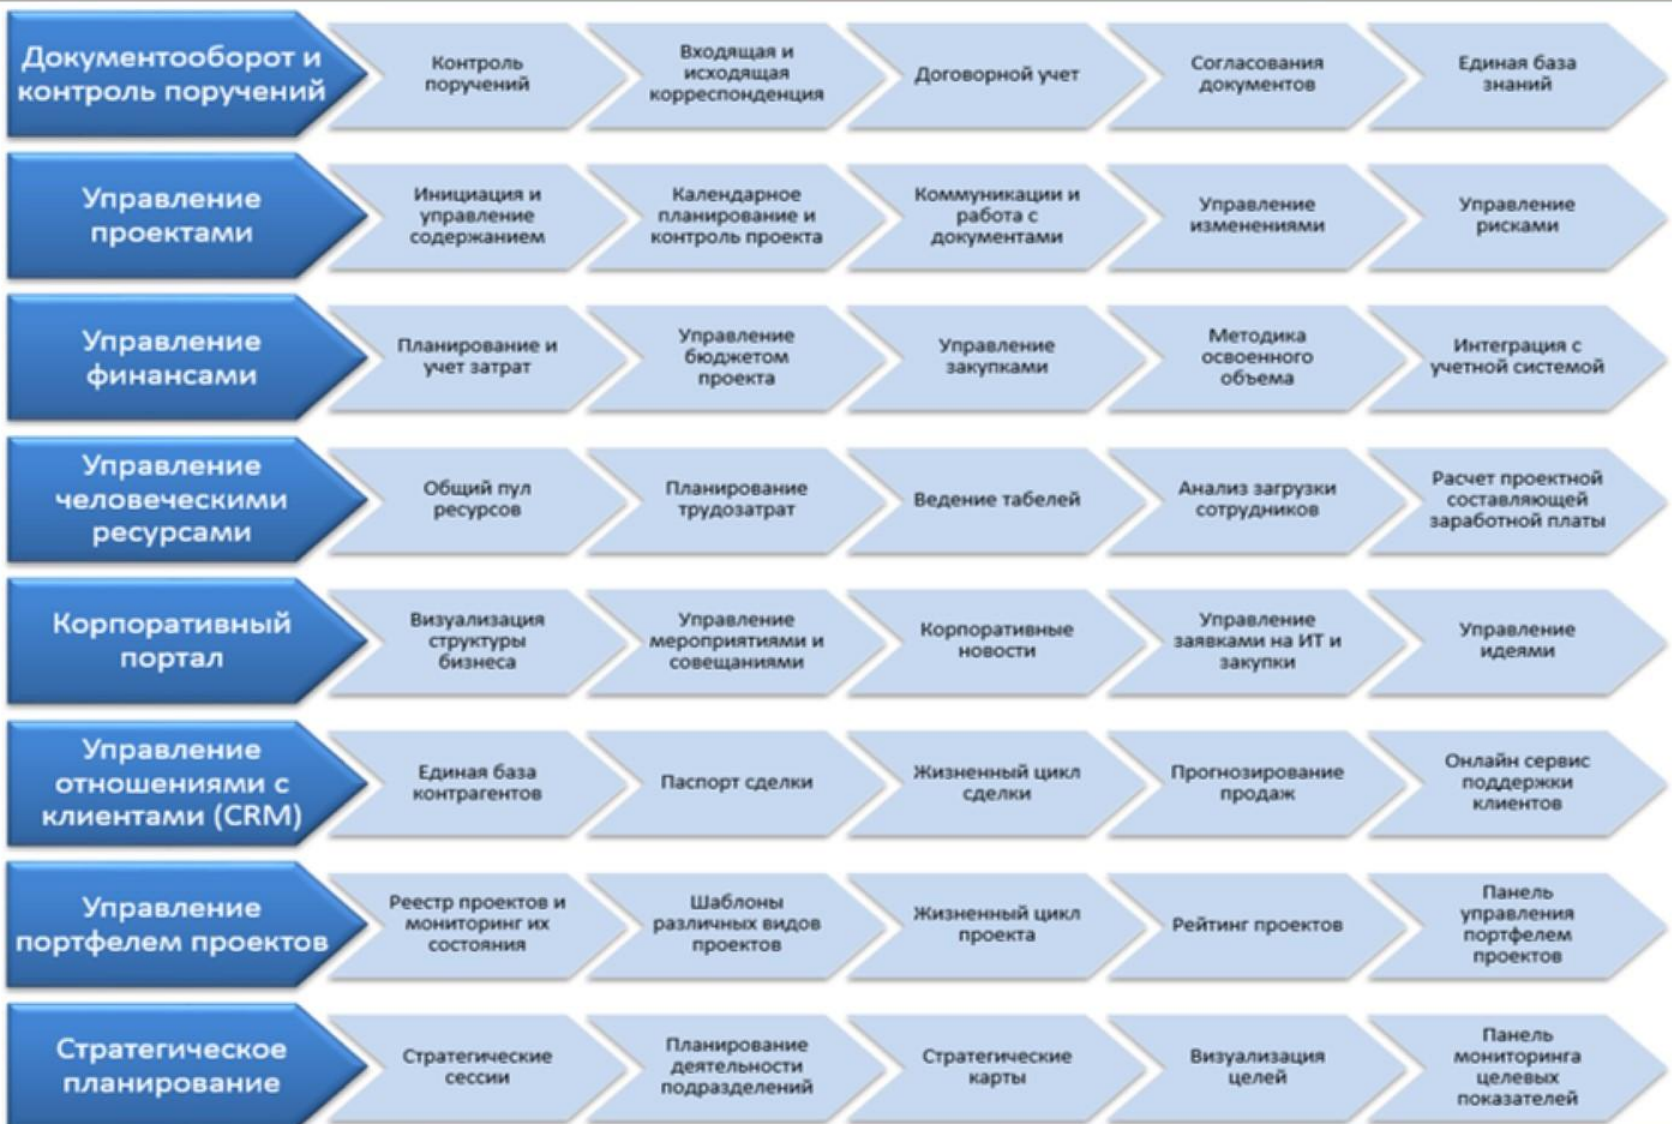 Документооборот и
контроль поручений
Контроль
поручений
Входящая и
исходящая
корреспонденция
Договорной учет
Согласования
документов
Единая база
знаний
Управление
проектами
Инициация и
управление
содержанием
Календарное
планирование и
контроль проекта
Коммуникации и
работа с
документами
Управление
изменениями
Управление
рисками
Управление
финансами
Планирование и
учет затрат
Управление
бюджетом
проекта
Управление
закупками
Методика
освоенного
объема
Интеграция с
учетной системой
Управление
человеческими
ресурсами
Общий пул
ресурсов
Планирование
трудозатрат
Ведение табелей
Анализ загрузки
сотрудников
Расчет проектной
составляющей
заработной платы
Корпоративный
портал
Визуализация
структуры
бизнеса
Управление
мероприятиями и
совещаниями
Корпоративные
новости
Управление
заявками на ИТ и
закупки
Управление
идеями
Управление
отношениями с
клиентами (CRM)
Единая база
контрагентов
Паспорт сделки
Жизненный цикл
сделки
Прогнозирование
продаж
Онлайн сервис
поддержки
клиентов
Управление
портфелем проектов
Реестр проектов и
мониторинг их
состояния
Шаблоны
различных видов
проектов
Жизненный цикл
проекта
Рейтинг проектов
Панель
управления
портфелем
проектов
Стратегическое
планирование
Стратегические
сессии
Планирование
деятельности
подразделений
Стратегические
карты
Визуализация
целей
Панель
мониторинга
целевых
показателей